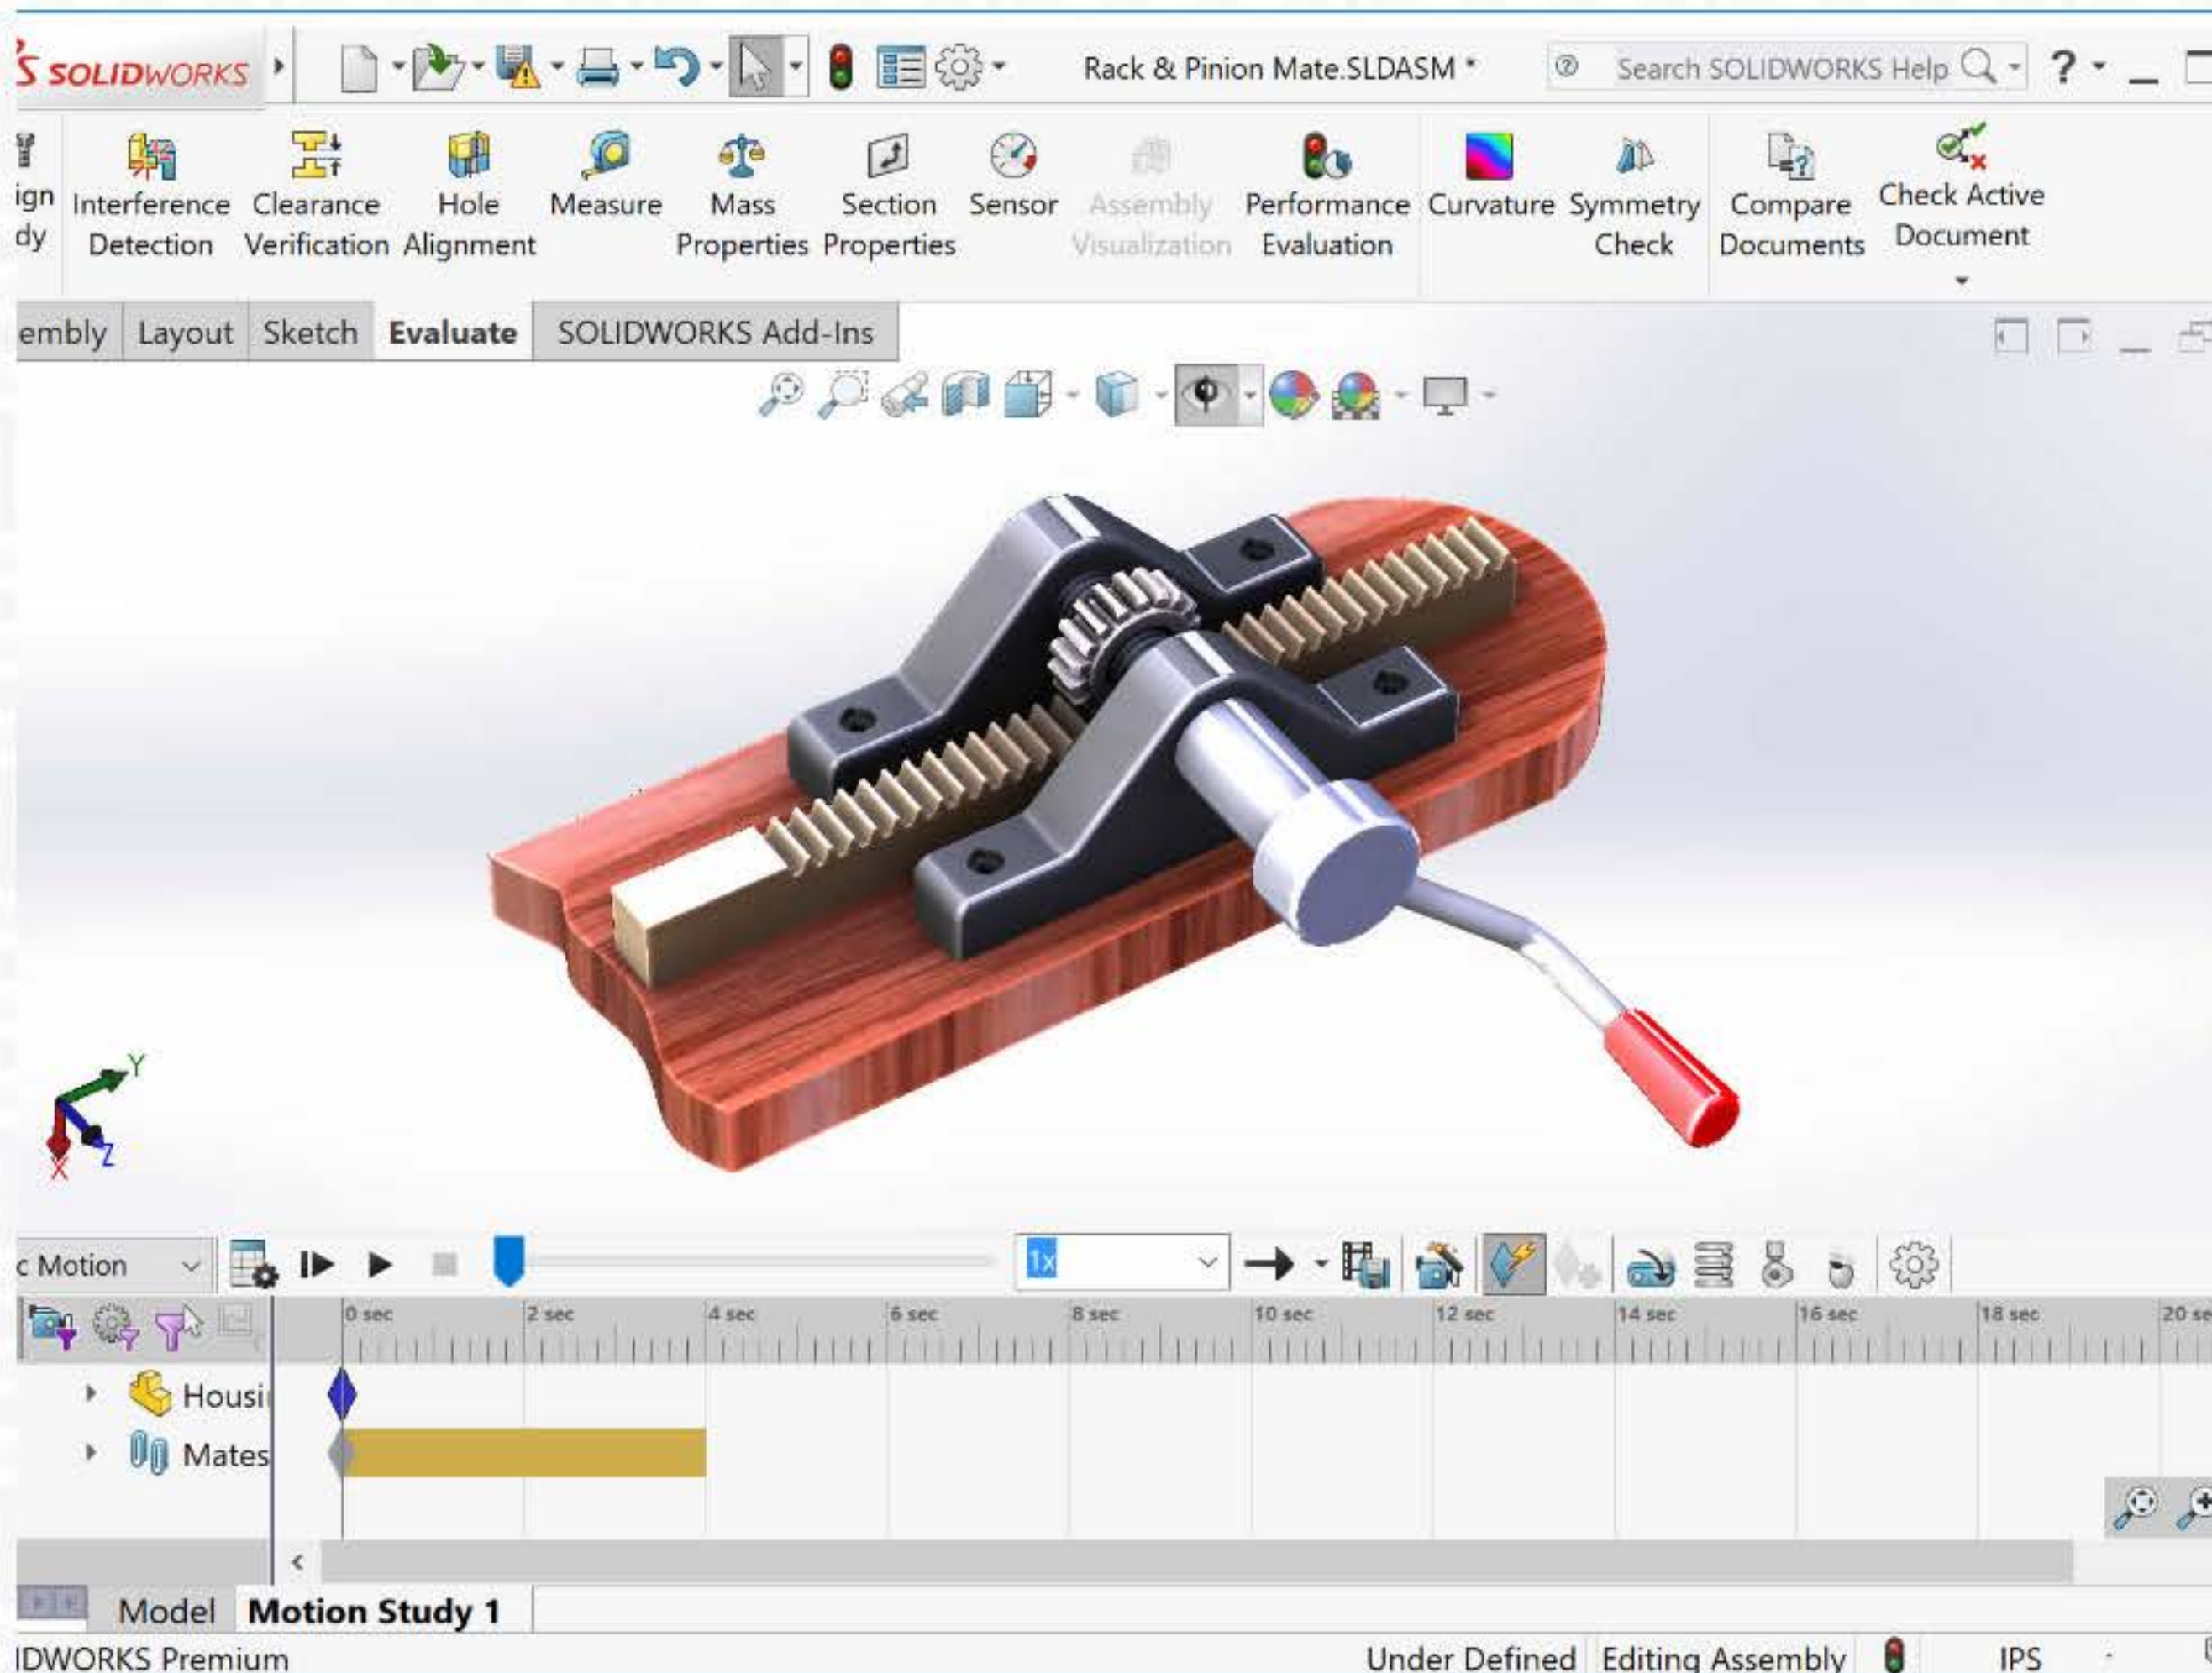 SOLIDWORKS
Rack & Pinion Mate.SLDASM *
Search SOLIDWORKS Help
?
ign
dy
Interference
Detection
Clearance
Verification
Hole
Alignment
Measure
Mass
Properties
Section
Properties
Sensor
Assembly
Visualization
Performance
Evaluation
Curvature
Symmetry
Check
Compare
Documents
Check Active
Document
embly Layout Sketch Evaluate SOLIDWORKS Add-Ins
Y
Z
X
c Motion
1x
0 sec 2 sec 4 sec 6 sec 8 sec 10 sec 12 sec 14 sec 16 sec 18 sec 20 se
Housi
Mates
Model Motion Study 1
IDWORKS Premium
Under Defined Editing Assembly IPS